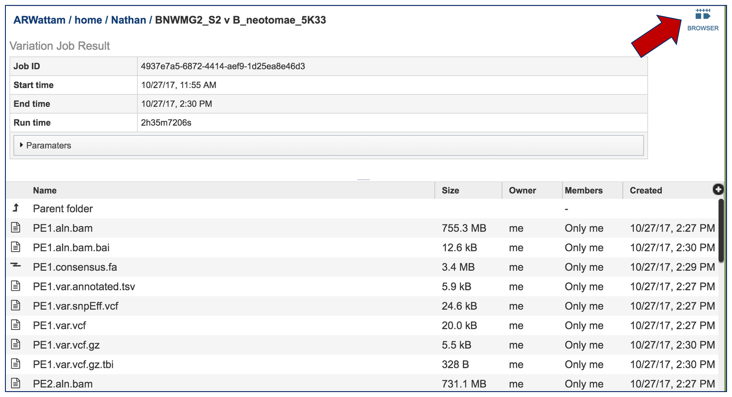 ARWattam / home / Nathan / BNWMG2_S2 v B_neotomae_5K33
BROWSER
Variation Job Result
Job ID 4937e7a5-6872-4414-aef9-1d25ea8e46d3
Start time 10/27/17, 11:55 AM
End time 10/27/17, 2:30 PM
Run time 2h35m7206s
Paramaters
Name Size Owner Members Created
Parent folder -
PE1.aln.bam 755.3 MB me Only me 10/27/17, 2:27 PM
PE1.aln.bam.bai 12.6 kB me Only me 10/27/17, 2:30 PM
PE1.consensus.fa 3.4 MB me Only me 10/27/17, 2:29 PM
PE1.var.annotated.tsv 5.9 kB me Only me 10/27/17, 2:27 PM
PE1.var.snpEff.vcf 24.6 kB me Only me 10/27/17, 2:27 PM
PE1.var.vcf 20.0 kB me Only me 10/27/17, 2:27 PM
PE1.var.vcf.gz 5.5 kB me Only me 10/27/17, 2:30 PM
PE1.var.vcf.gz.tbi 328 B me Only me 10/27/17, 2:30 PM
PE2.aln.bam 731.1 MB me Only me 10/27/17, 2:27 PM